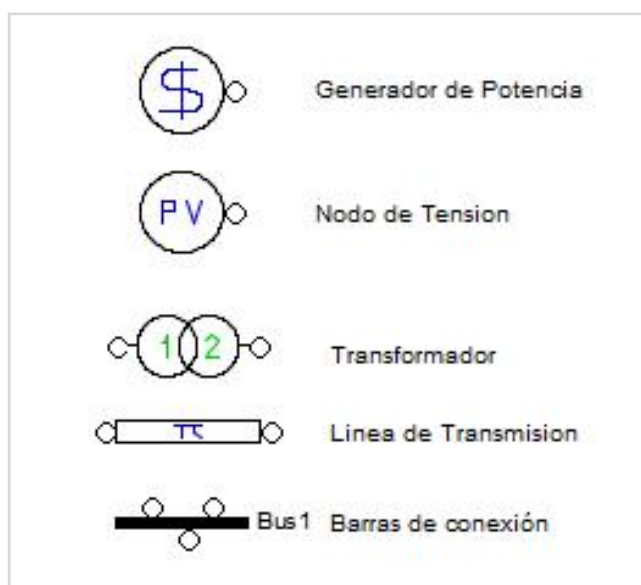 $ Generador de Potencia
PV Nodo de Tension
1 2 Transformador
π Linea de Transmision
Bus1 Barras de conexión